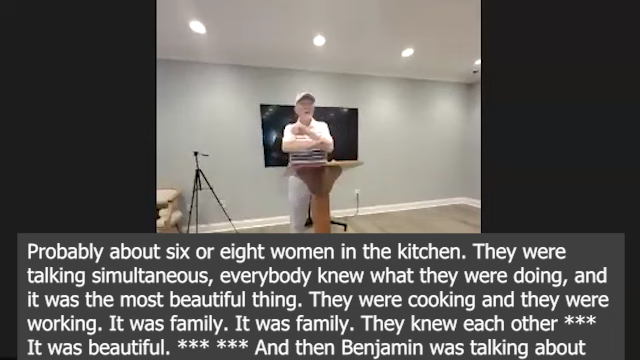 Probably about six or eight women in the kitchen. They were
talking simultaneous, everybody knew what they were doing, and
it was the most beautiful thing. They were cooking and they were
working. It was family. It was family. They knew each other ***
It was beautiful. *** *** And then Benjamin was talking about